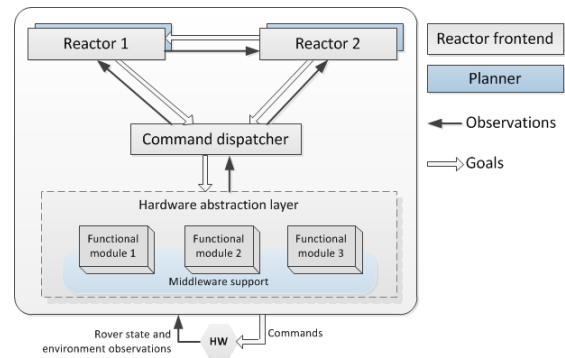 Reactor 1
Reactor 2
Reactor frontend
Planner
Observations
Goals
Command dispatcher
Hardware abstraction layer
Functional
module 1
Functional
module 2
Functional
module 3
Middleware support
Rover state and
environment observations
HW
Commands